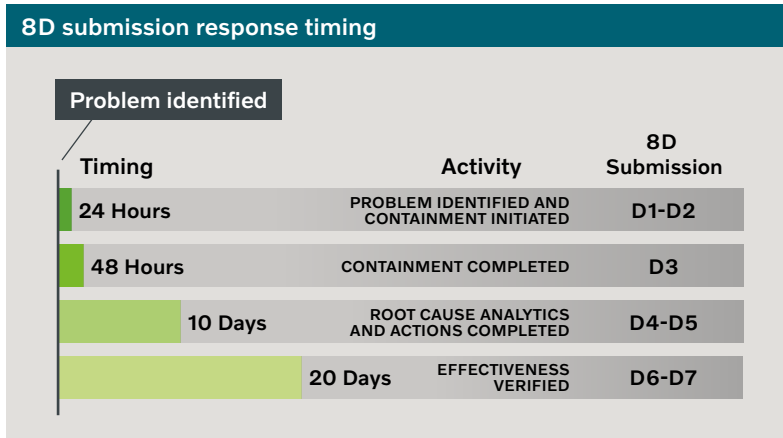 8D submission response timing
Problem identified
Timing
Activity
8D
Submission
24 Hours
PROBLEM IDENTIFIED AND
CONTAINMENT INITIATED
D1-D2
48 Hours
CONTAINMENT COMPLETED
D3
10 Days
ROOT CAUSE ANALYTICS
AND ACTIONS COMPLETED
D4-D5
20 Days
EFFECTIVENESS
VERIFIED
D6-D7